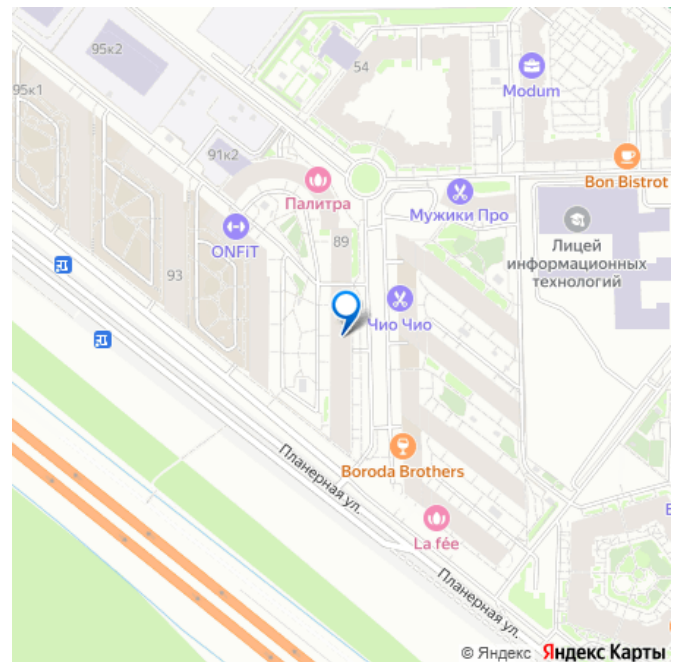 95к2
54
Modum
95к1
91к2
Bon Bistrot
Палитра
Мужики Про
ONFiT
89
Лицей
информационных
технологий
93
Чио Чио
Boroda Brothers
Планерная ул.
La fée
Планерная ул.
© Яндекс Яндекс Карты